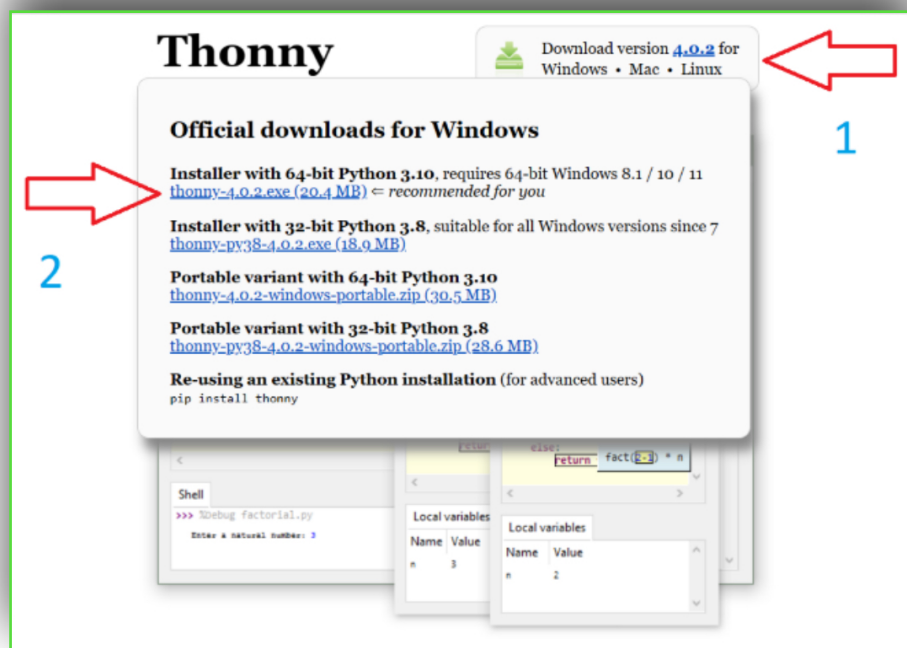 Thonny
Download version 4.0.2 for
Windows • Mac • Linux
1
Official downloads for Windows
Installer with 64-bit Python 3.10, requires 64-bit Windows 8.1 / 10 / 11
thonny-4.0.2.exe (20.4 MB) ⇐ recommended for you
2
Installer with 32-bit Python 3.8, suitable for all Windows versions since 7
thonny-py38-4.0.2.exe (18.9 MB)
Portable variant with 64-bit Python 3.10
thonny-4.0.2-windows-portable.zip (30.5 MB)
Portable variant with 32-bit Python 3.8
thonny-py38-4.0.2-windows-portable.zip (28.6 MB)
Re-using an existing Python installation (for advanced users)
pip install thonny
else:
return fact(2-1) * n
Shell
>>> %Debug factorial.py
Enter a natural number: 3
Local variables
Name Value
n 3
Local variables
Name Value
n 2